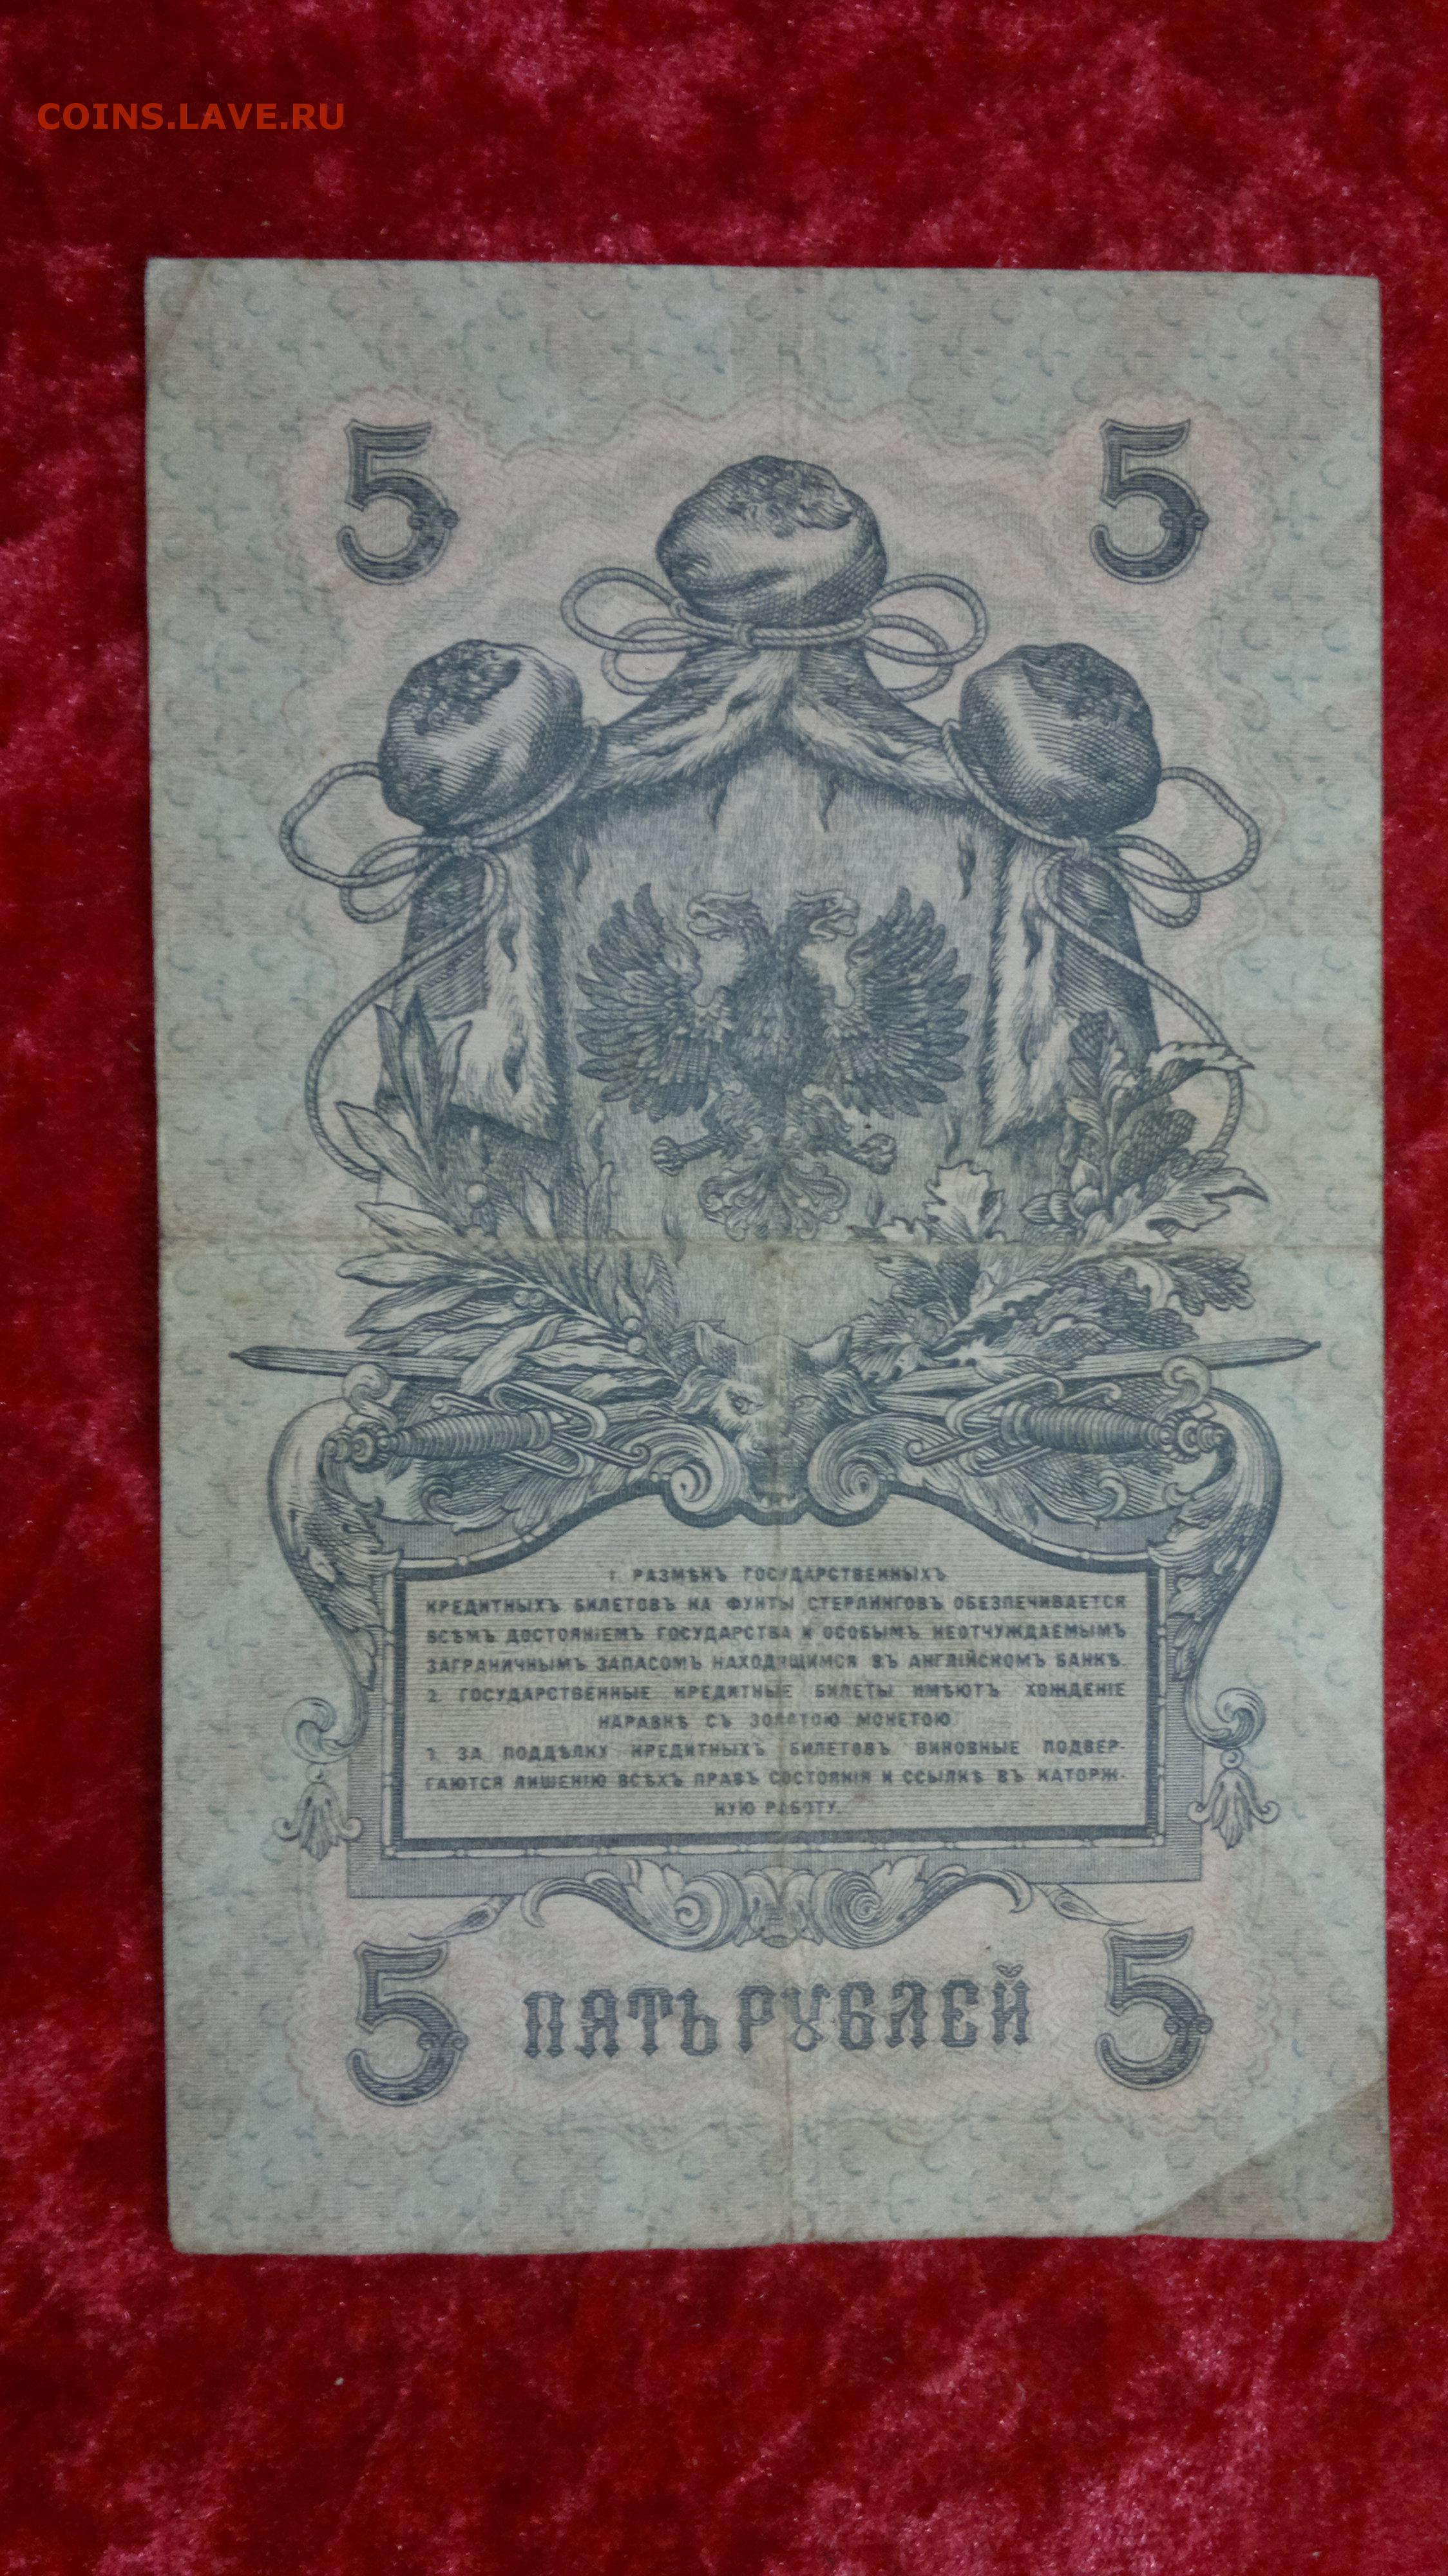 COINS.LAVE.RU
5 5
1. РАЗМѢНЪ ГОСУДАРСТВЕННЫХЪ
КРЕДИТНЫХЪ БИЛЕТОВЪ НА ФУНТЫ СТЕРЛИНГОВЪ ОБЕЗПЕЧИВАЕТСЯ
ВСѢМЪ ДОСТОЯНІЕМЪ ГОСУДАРСТВА И ОСОБЫМЪ НЕОТЧУЖДАЕМЫМЪ
ЗАГРАНИЧНЫМЪ ЗАПАСОМЪ НАХОДЯЩИМСЯ ВЪ АНГЛІЙСКОМЪ БАНКѢ.
2. ГОСУДАРСТВЕННЫЕ КРЕДИТНЫЕ БИЛЕТЫ ИМѢЮТЪ ХОЖДЕНІЕ
НАРАВНѢ СЪ ЗОЛОТОЮ МОНЕТОЮ
3. ЗА ПОДДѢЛКУ КРЕДИТНЫХЪ БИЛЕТОВЪ ВИНОВНЫЕ ПОДВЕР-
ГАЮТСЯ ЛИШЕНІЮ ВСѢХЪ ПРАВЪ СОСТОЯНІЯ И ССЫЛКѢ ВЪ КАТОРЖ-
НУЮ РАБОТУ.
5 ПЯТЬ РУБЛЕЙ 5